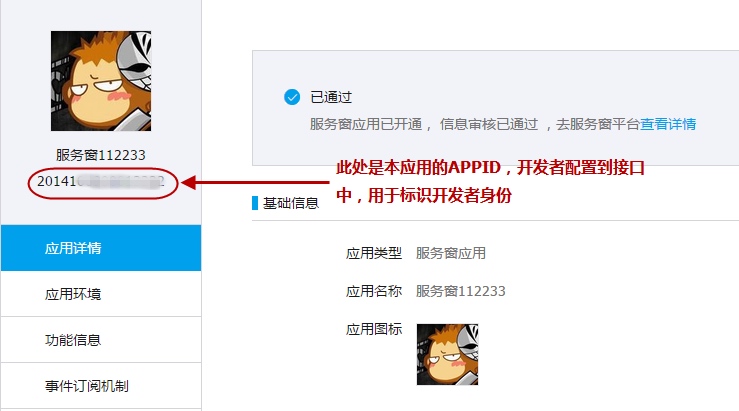 服务窗112233
20141
应用详情
应用环境
功能信息
事件订阅机制
已通过
服务窗应用已开通，信息审核已通过，去服务窗平台查看详情
此处是本应用的APPID，开发者配置到接口
中，用于标识开发者身份
基础信息
应用类型 服务窗应用
应用名称 服务窗112233
应用图标